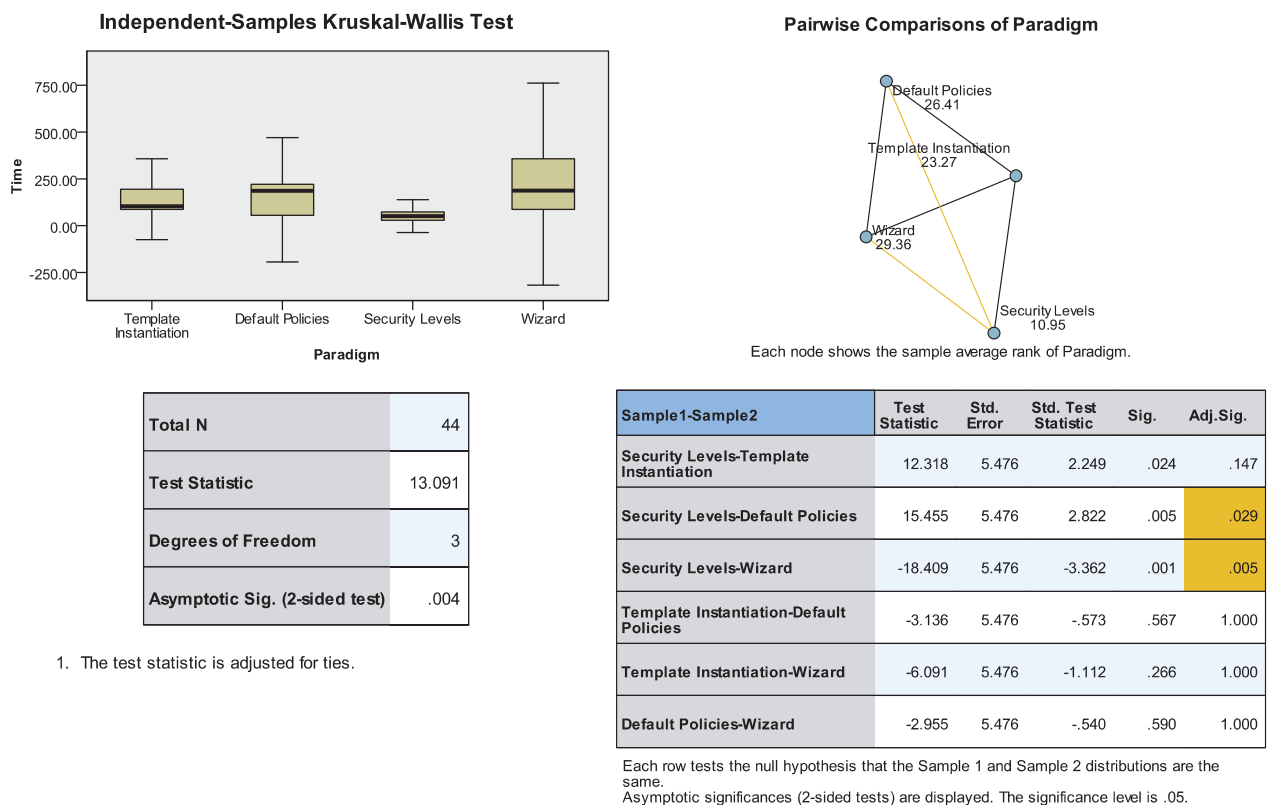 Independent-Samples Kruskal-Wallis Test
750.00
500.00
250.00
0.00
-250.00
Time
Template
Instantiation
Default Policies
Security Levels
Wizard
Paradigm
Total N 44
Test Statistic 13.091
Degrees of Freedom 3
Asymptotic Sig. (2-sided test) .004
1. The test statistic is adjusted for ties.
Pairwise Comparisons of Paradigm
Default Policies
26.41
Template Instantiation
23.27
Wizard
29.36
Security Levels
10.95
Each node shows the sample average rank of Paradigm.
Sample1-Sample2 Test Statistic Std. Error Std. Test Statistic Sig. Adj.Sig.
Security Levels-Template
Instantiation 12.318 5.476 2.249 .024 .147
Security Levels-Default Policies 15.455 5.476 2.822 .005 .029
Security Levels-Wizard -18.409 5.476 -3.362 .001 .005
Template Instantiation-Default
Policies -3.136 5.476 -.573 .567 1.000
Template Instantiation-Wizard -6.091 5.476 -1.112 .266 1.000
Default Policies-Wizard -2.955 5.476 -.540 .590 1.000
Each row tests the null hypothesis that the Sample 1 and Sample 2 distributions are the
same.
Asymptotic significances (2-sided tests) are displayed. The significance level is .05.